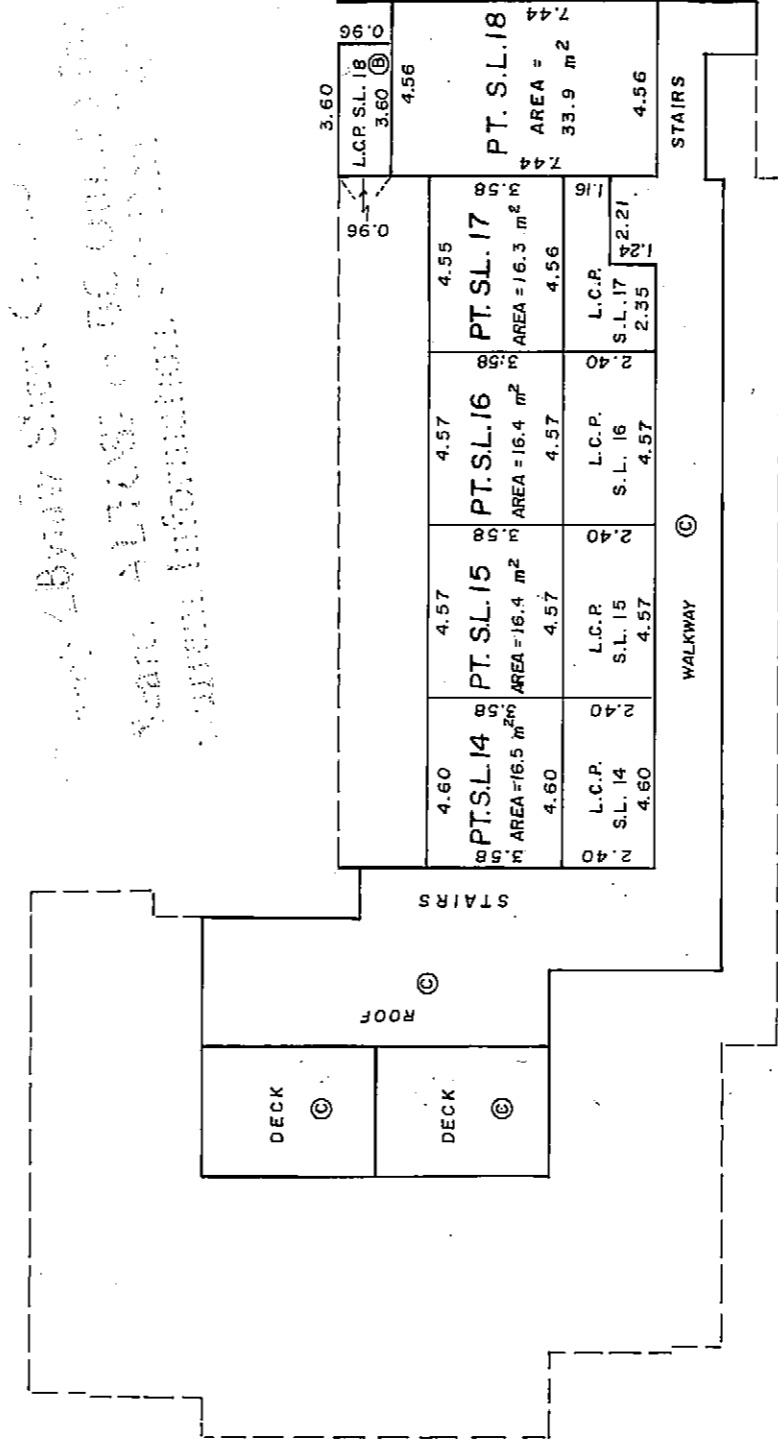 3.60
0.96
L.C.P. S.L. 18
3.60 Ⓑ
0.96
4.56
7.44
PT. S.L. 18
AREA =
33.9 m²
7.44
4.56
STAIRS
4.55
3.58
PT. S.L. 17
AREA = 16.3 m²
4.56
1.16
L.C.P.
S.L. 17
2.21
1.24
2.35
4.57
3.58
PT. S.L. 16
AREA = 16.4 m²
4.57
2.40
L.C.P.
S.L. 16
4.57
4.57
3.58
PT. S.L. 15
AREA = 16.4 m²
4.57
2.40
L.C.P.
S.L. 15
4.57
4.60
3.58
PT. S.L. 14
AREA = 16.5 m²
3.58
4.60
2.40
L.C.P.
S.L. 14
4.60
2.40
WALKWAY Ⓒ
STAIRS
ROOF
Ⓒ
DECK
Ⓒ
DECK
Ⓒ
Information